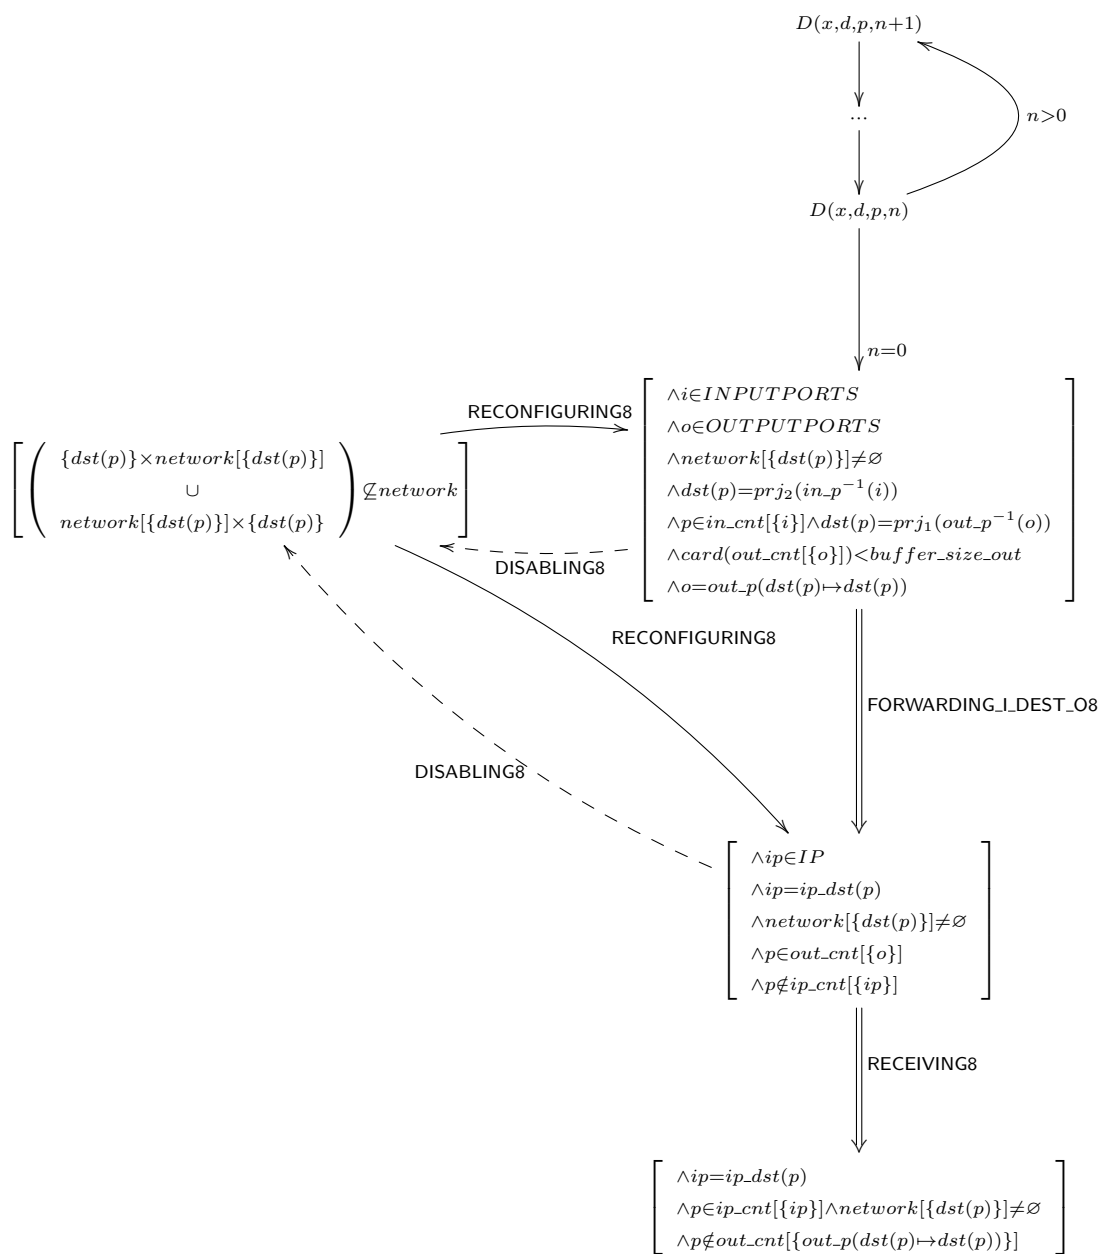 D(x,d,p,n+1)
...
n>0
D(x,d,p,n)
n=0
∧i∈INPUTPORTS
RECONFIGURING8
∧o∈OUTPUTPORTS
{dst(p)}×network[{dst(p)}]
∧network[{dst(p)}]≠∅
∪
⊈network
∧dst(p)=prj₂(in_p⁻¹(i))
network[{dst(p)}]×{dst(p)}
∧p∈in_cnt[{i}]∧dst(p)=prj₁(out_p⁻¹(o))
∧card(out_cnt[{o}])<buffer_size_out
DISABLING8
∧o=out_p(dst(p)↦dst(p))
RECONFIGURING8
FORWARDING_I_DEST_O8
DISABLING8
∧ip∈IP
∧ip=ip_dst(p)
∧network[{dst(p)}]≠∅
∧p∈out_cnt[{o}]
∧p∉ip_cnt[{ip}]
RECEIVING8
∧ip=ip_dst(p)
∧p∈ip_cnt[{ip}]∧network[{dst(p)}]≠∅
∧p∉out_cnt[{out_p(dst(p)↦dst(p))}]